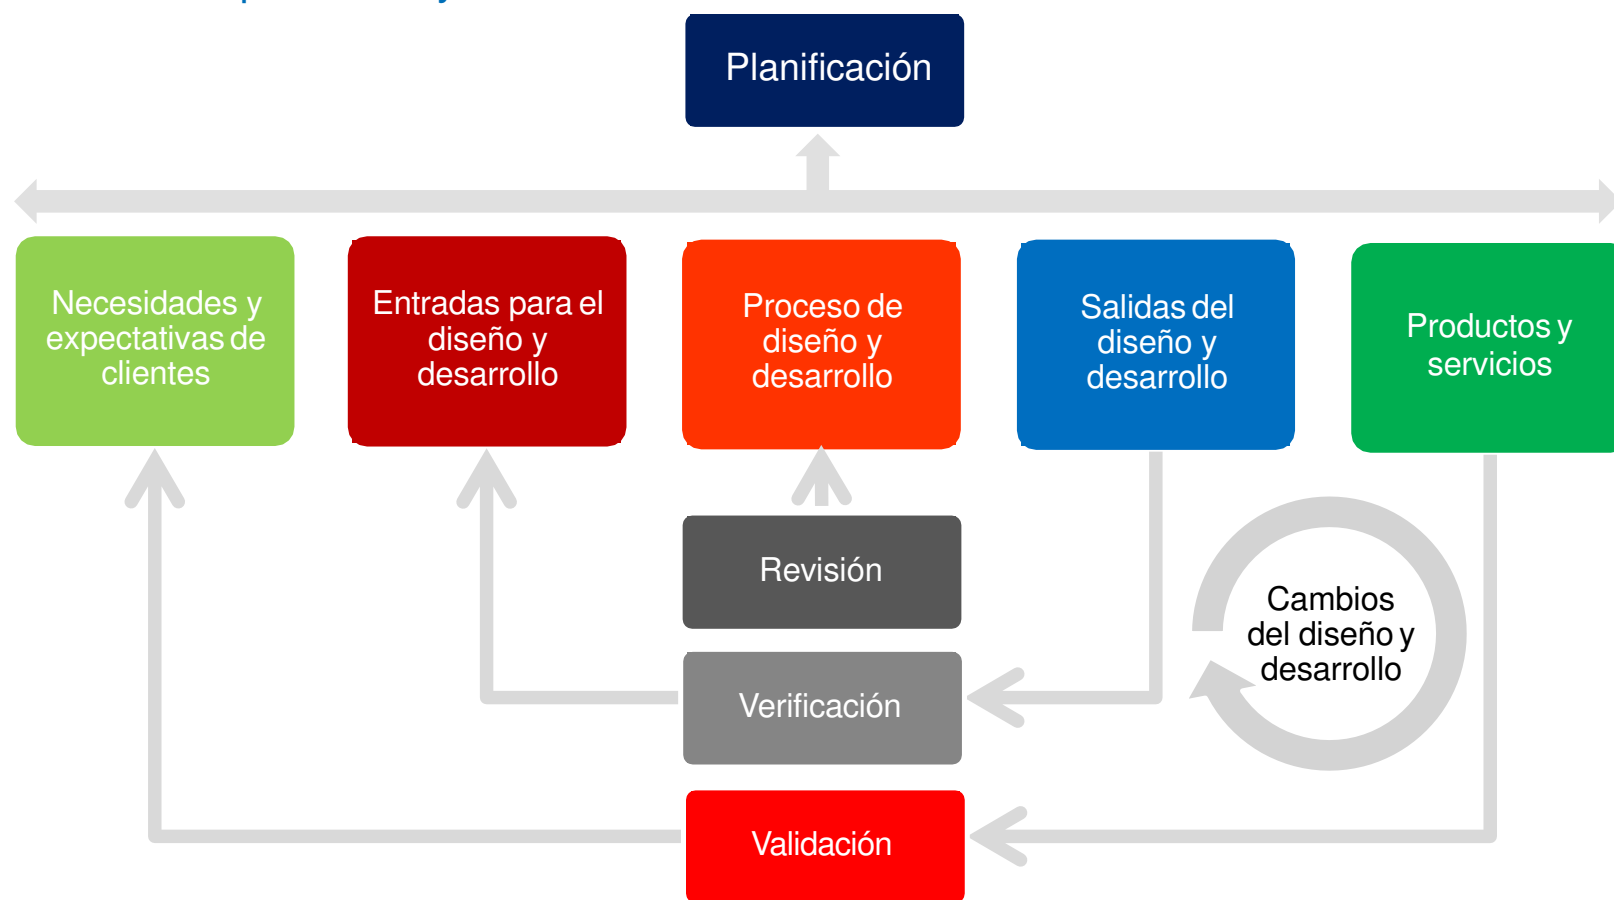 Planificación
Necesidades y
expectativas de
clientes
Entradas para el
diseño y
desarrollo
Proceso de
diseño y
desarrollo
Salidas del
diseño y
desarrollo
Productos y
servicios
Revisión
Cambios
del diseño y
desarrollo
Verificación
Validación